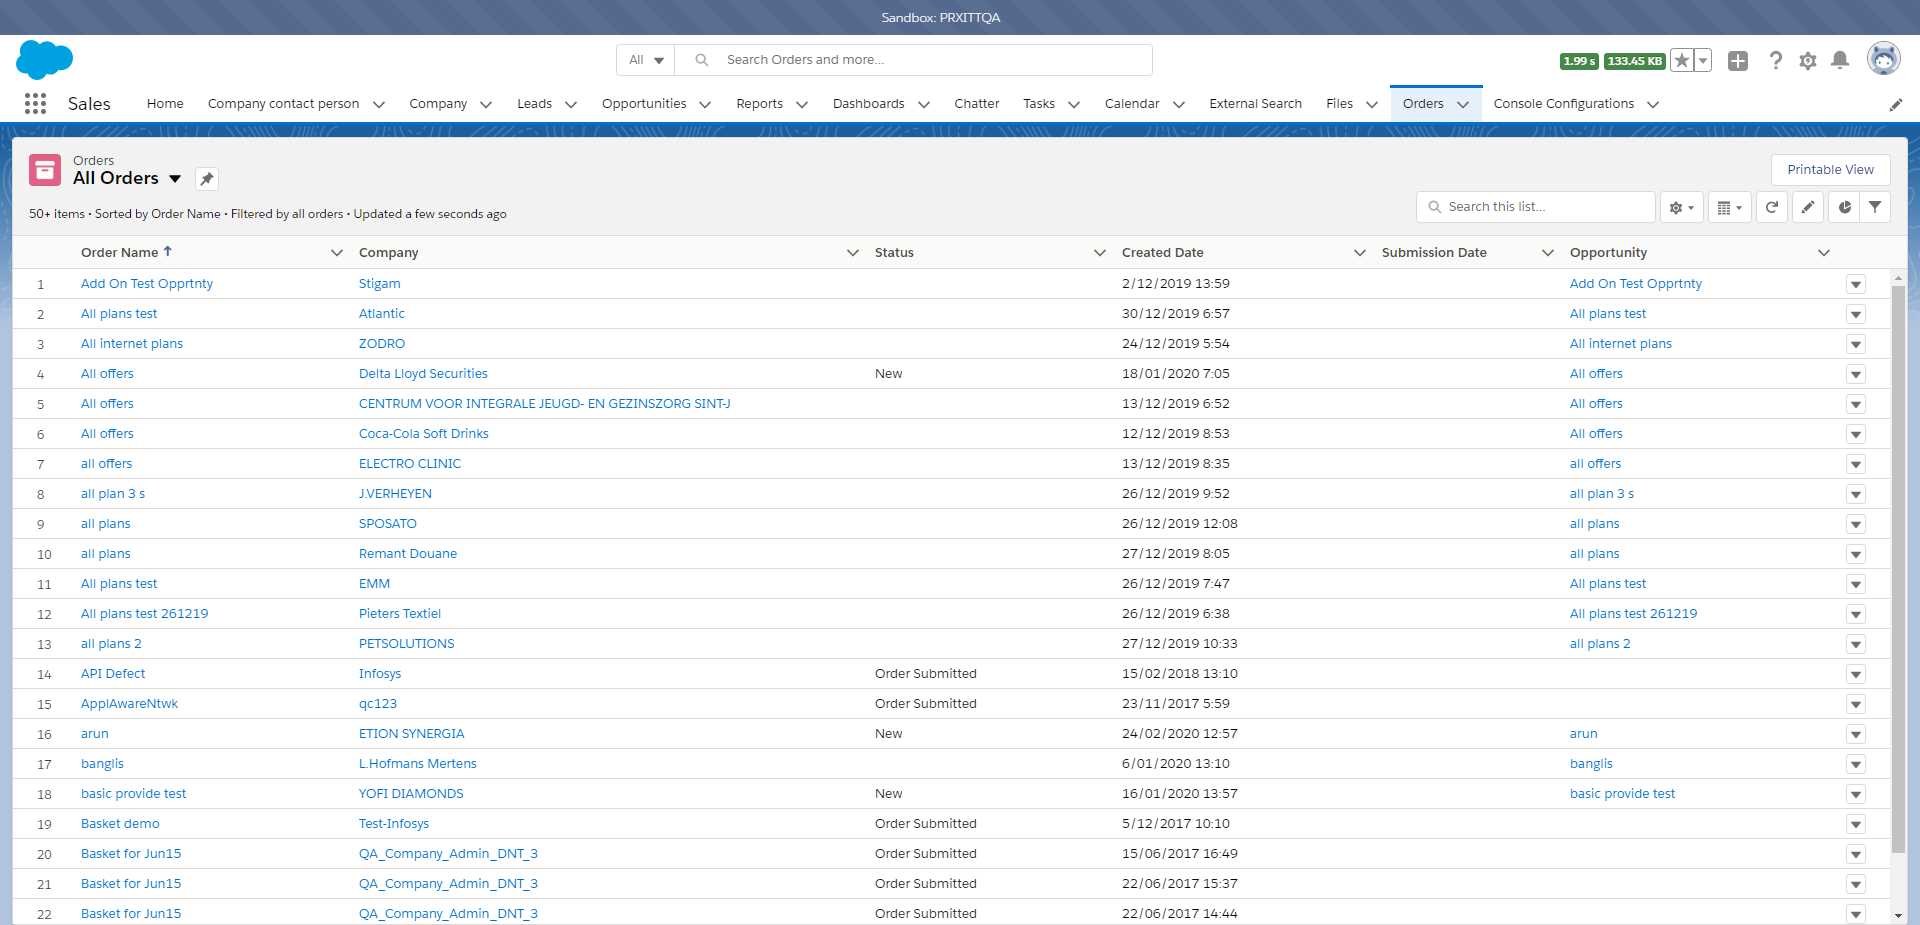 Sandbox: PRXITTQA
All Search Orders and more... 1.99 s 133.45 KB
Sales Home Company contact person Company Leads Opportunities Reports Dashboards Chatter Tasks Calendar External Search Files Orders Console Configurations
Orders
All Orders
Printable View
50+ items • Sorted by Order Name • Filtered by all orders • Updated a few seconds ago
Search this list...
Order Name Company Status Created Date Submission Date Opportunity
1 Add On Test Opprtnty Stigam 2/12/2019 13:59 Add On Test Opprtnty
2 All plans test Atlantic 30/12/2019 6:57 All plans test
3 All internet plans ZODRO 24/12/2019 5:54 All internet plans
4 All offers Delta Lloyd Securities New 18/01/2020 7:05 All offers
5 All offers CENTRUM VOOR INTEGRALE JEUGD- EN GEZINSZORG SINT-J 13/12/2019 6:52 All offers
6 All offers Coca-Cola Soft Drinks 12/12/2019 8:53 All offers
7 all offers ELECTRO CLINIC 13/12/2019 8:35 all offers
8 all plan 3 s J.VERHEYEN 26/12/2019 9:52 all plan 3 s
9 all plans SPOSATO 26/12/2019 12:08 all plans
10 all plans Remant Douane 27/12/2019 8:05 all plans
11 All plans test EMM 26/12/2019 7:47 All plans test
12 All plans test 261219 Pieters Textiel 26/12/2019 6:38 All plans test 261219
13 all plans 2 PETSOLUTIONS 27/12/2019 10:33 all plans 2
14 API Defect Infosys Order Submitted 15/02/2018 13:10
15 ApplAwareNtwk qc123 Order Submitted 23/11/2017 5:59
16 arun ETION SYNERGIA New 24/02/2020 12:57 arun
17 banglis L.Hofmans Mertens 6/01/2020 13:10 banglis
18 basic provide test YOFI DIAMONDS New 16/01/2020 13:57 basic provide test
19 Basket demo Test-Infosys Order Submitted 5/12/2017 10:10
20 Basket for Jun15 QA_Company_Admin_DNT_3 Order Submitted 15/06/2017 16:49
21 Basket for Jun15 QA_Company_Admin_DNT_3 Order Submitted 22/06/2017 15:37
22 Basket for Jun15 QA_Company_Admin_DNT_3 Order Submitted 22/06/2017 14:44